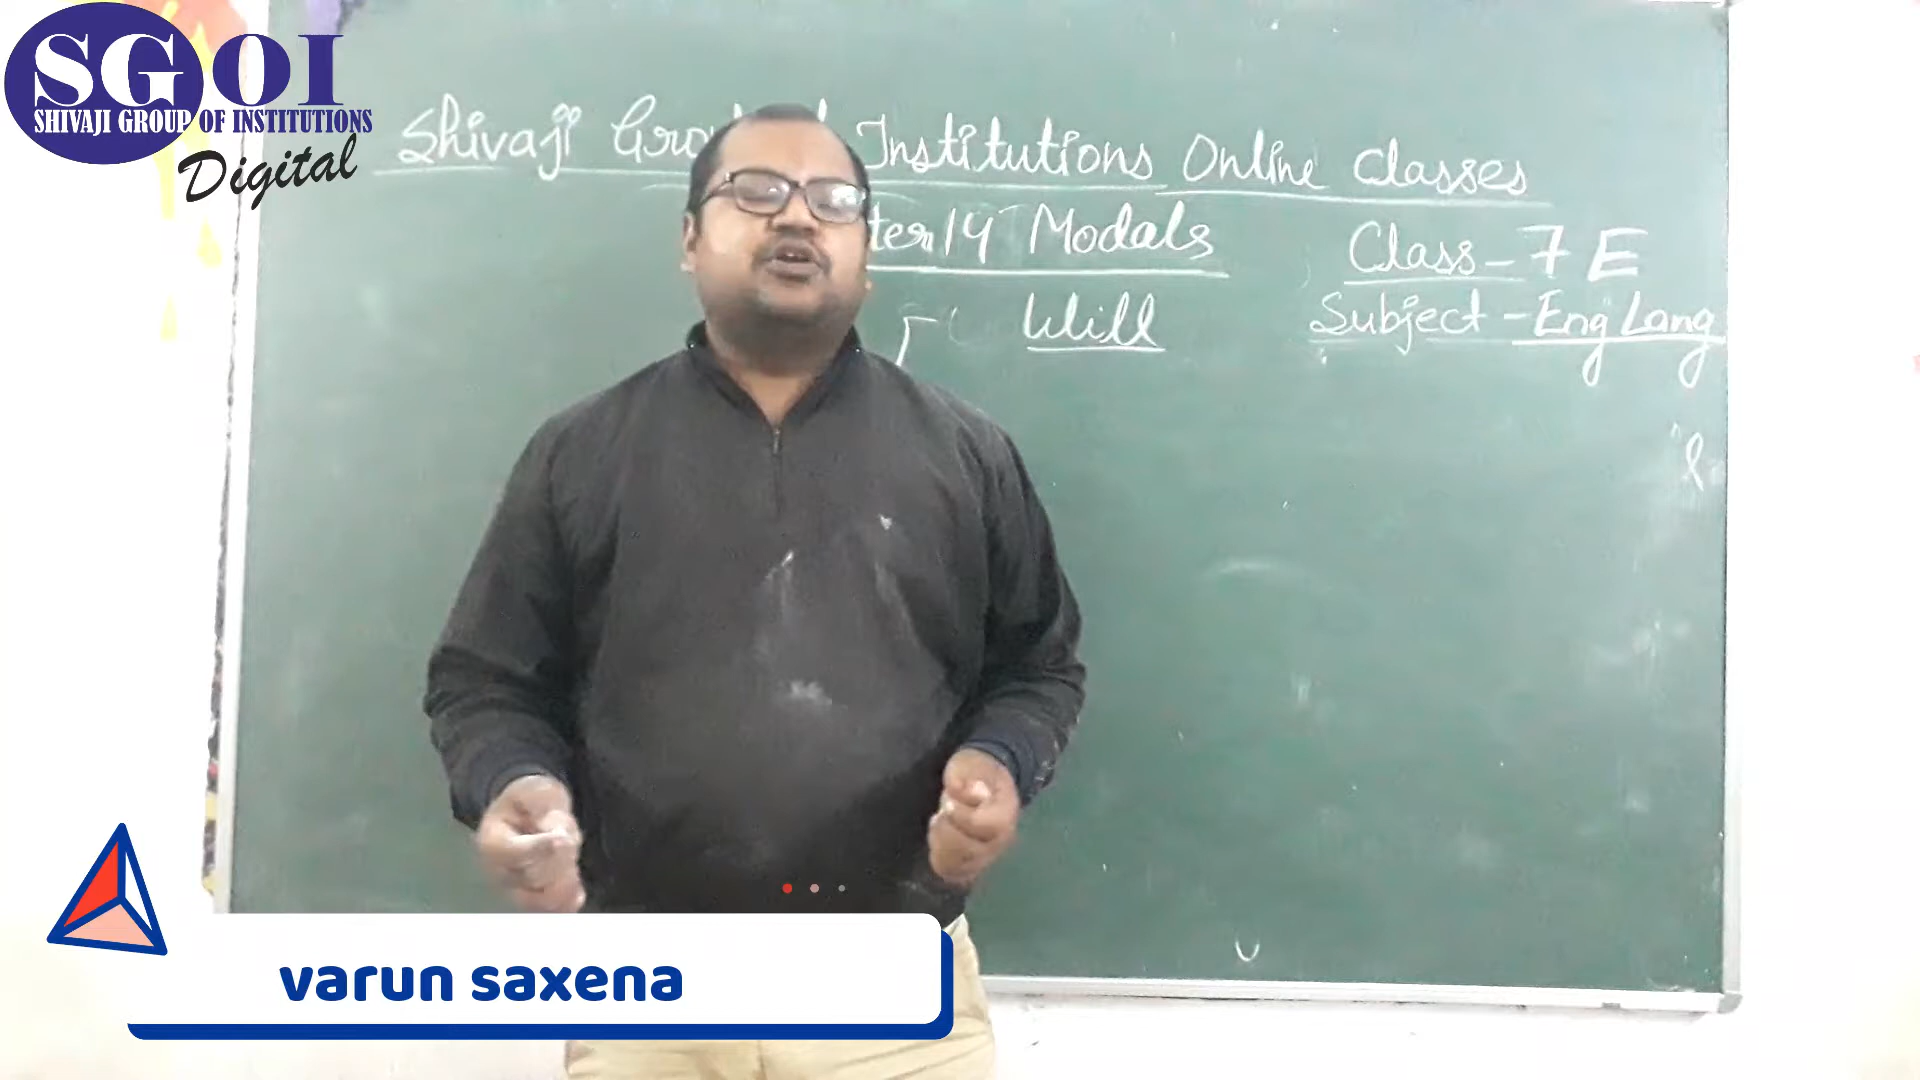 SGOI
SHIVAJI GROUP OF INSTITUTIONS
Digital
Shivaji Institutions Online Classes
14 Modals
Class - 7 E
Will
Subject - Eng Lang
varun saxena